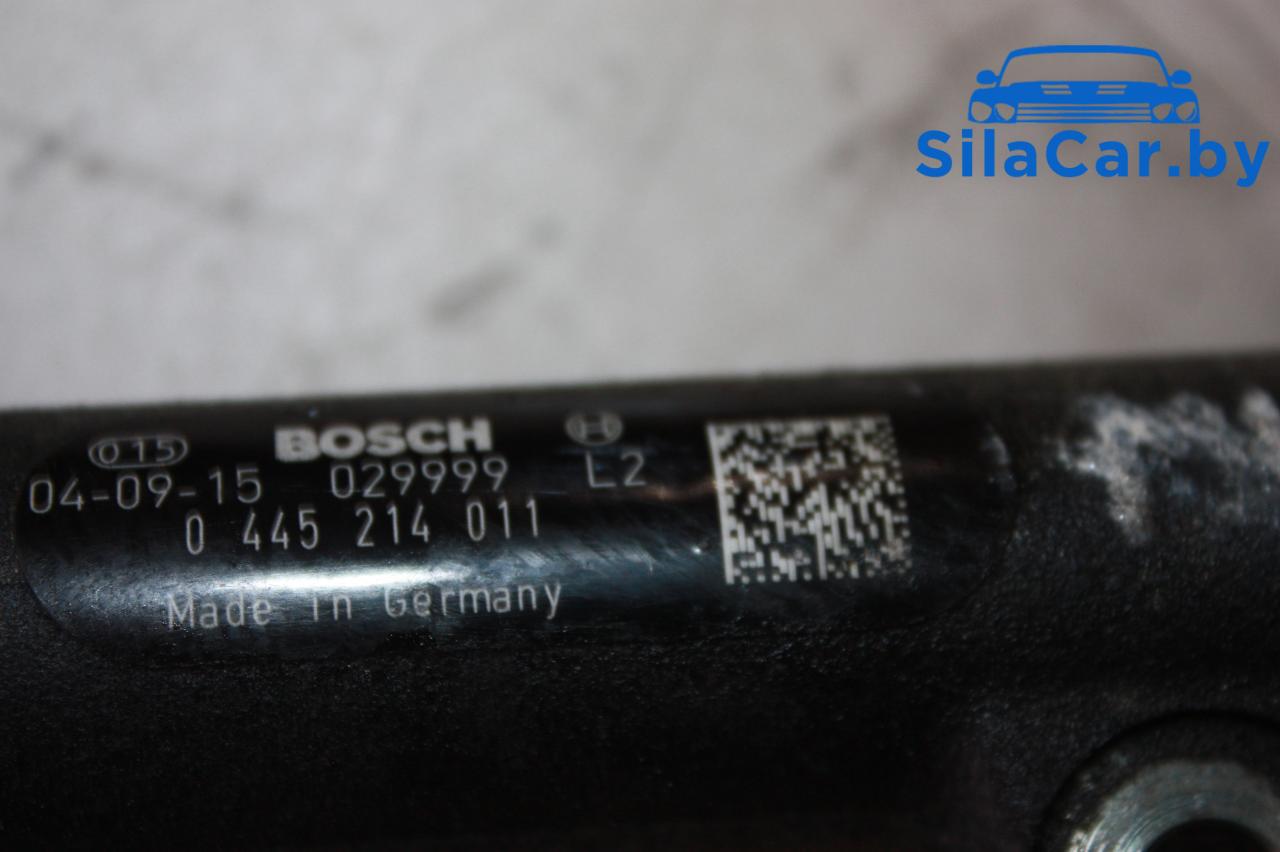 SilaCar.by
015 BOSCH
04-09-15 029999 L2
0 445 214 011
Made in Germany